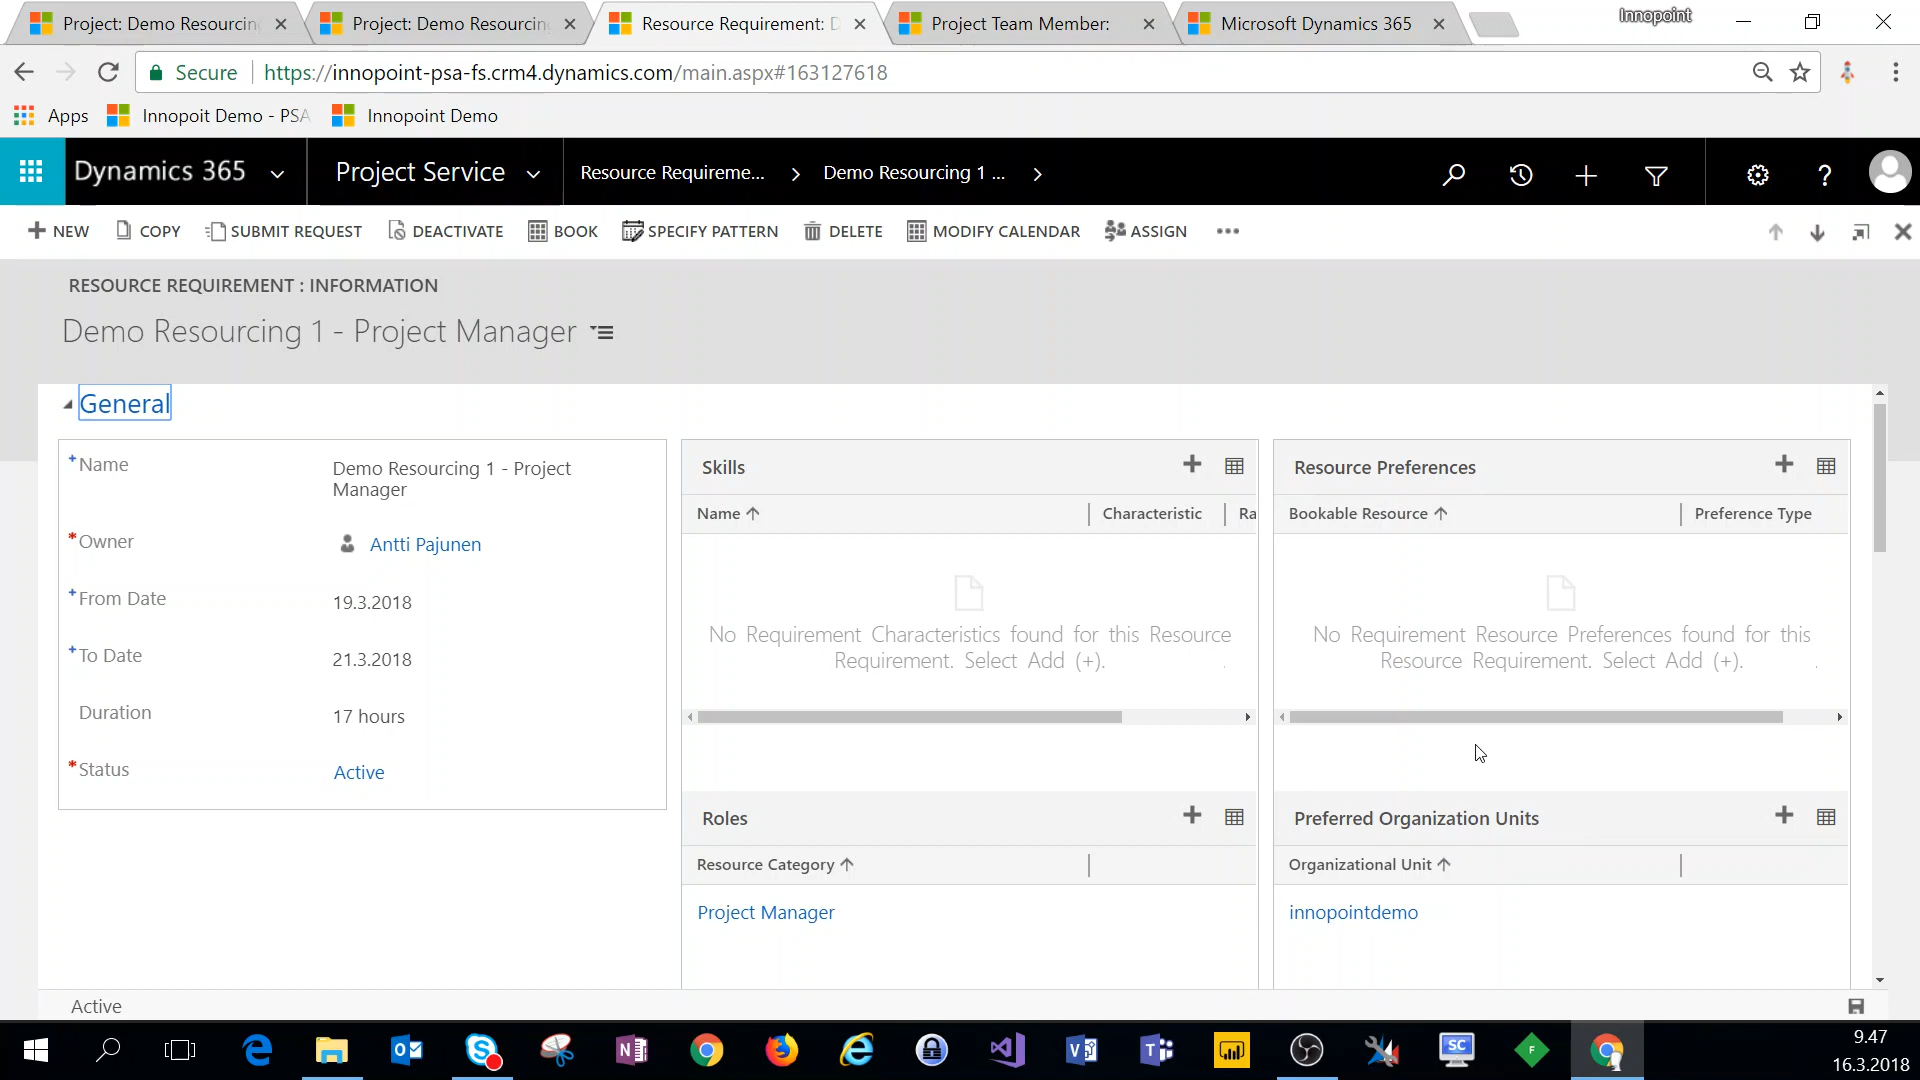 Project: Demo Resourcin
Project: Demo Resourcin
Resource Requirement: D
Project Team Member:
Microsoft Dynamics 365
Innopoint
Secure
https://innopoint-psa-fs.crm4.dynamics.com/main.aspx#163127618
Apps
Innopoit Demo - PSA
Innopoint Demo
Dynamics 365
Project Service
Resource Requireme...
Demo Resourcing 1 ...
NEW
COPY
SUBMIT REQUEST
DEACTIVATE
BOOK
SPECIFY PATTERN
DELETE
MODIFY CALENDAR
ASSIGN
RESOURCE REQUIREMENT : INFORMATION
Demo Resourcing 1 - Project Manager
General
Name
Demo Resourcing 1 - Project
Manager
Owner
Antti Pajunen
From Date
19.3.2018
To Date
21.3.2018
Duration
17 hours
Status
Active
Skills
Name
Characteristic
Ra
No Requirement Characteristics found for this Resource
Requirement. Select Add (+).
Resource Preferences
Bookable Resource
Preference Type
No Requirement Resource Preferences found for this
Resource Requirement. Select Add (+).
Roles
Resource Category
Project Manager
Preferred Organization Units
Organizational Unit
innopointdemo
Active
9.47
16.3.2018